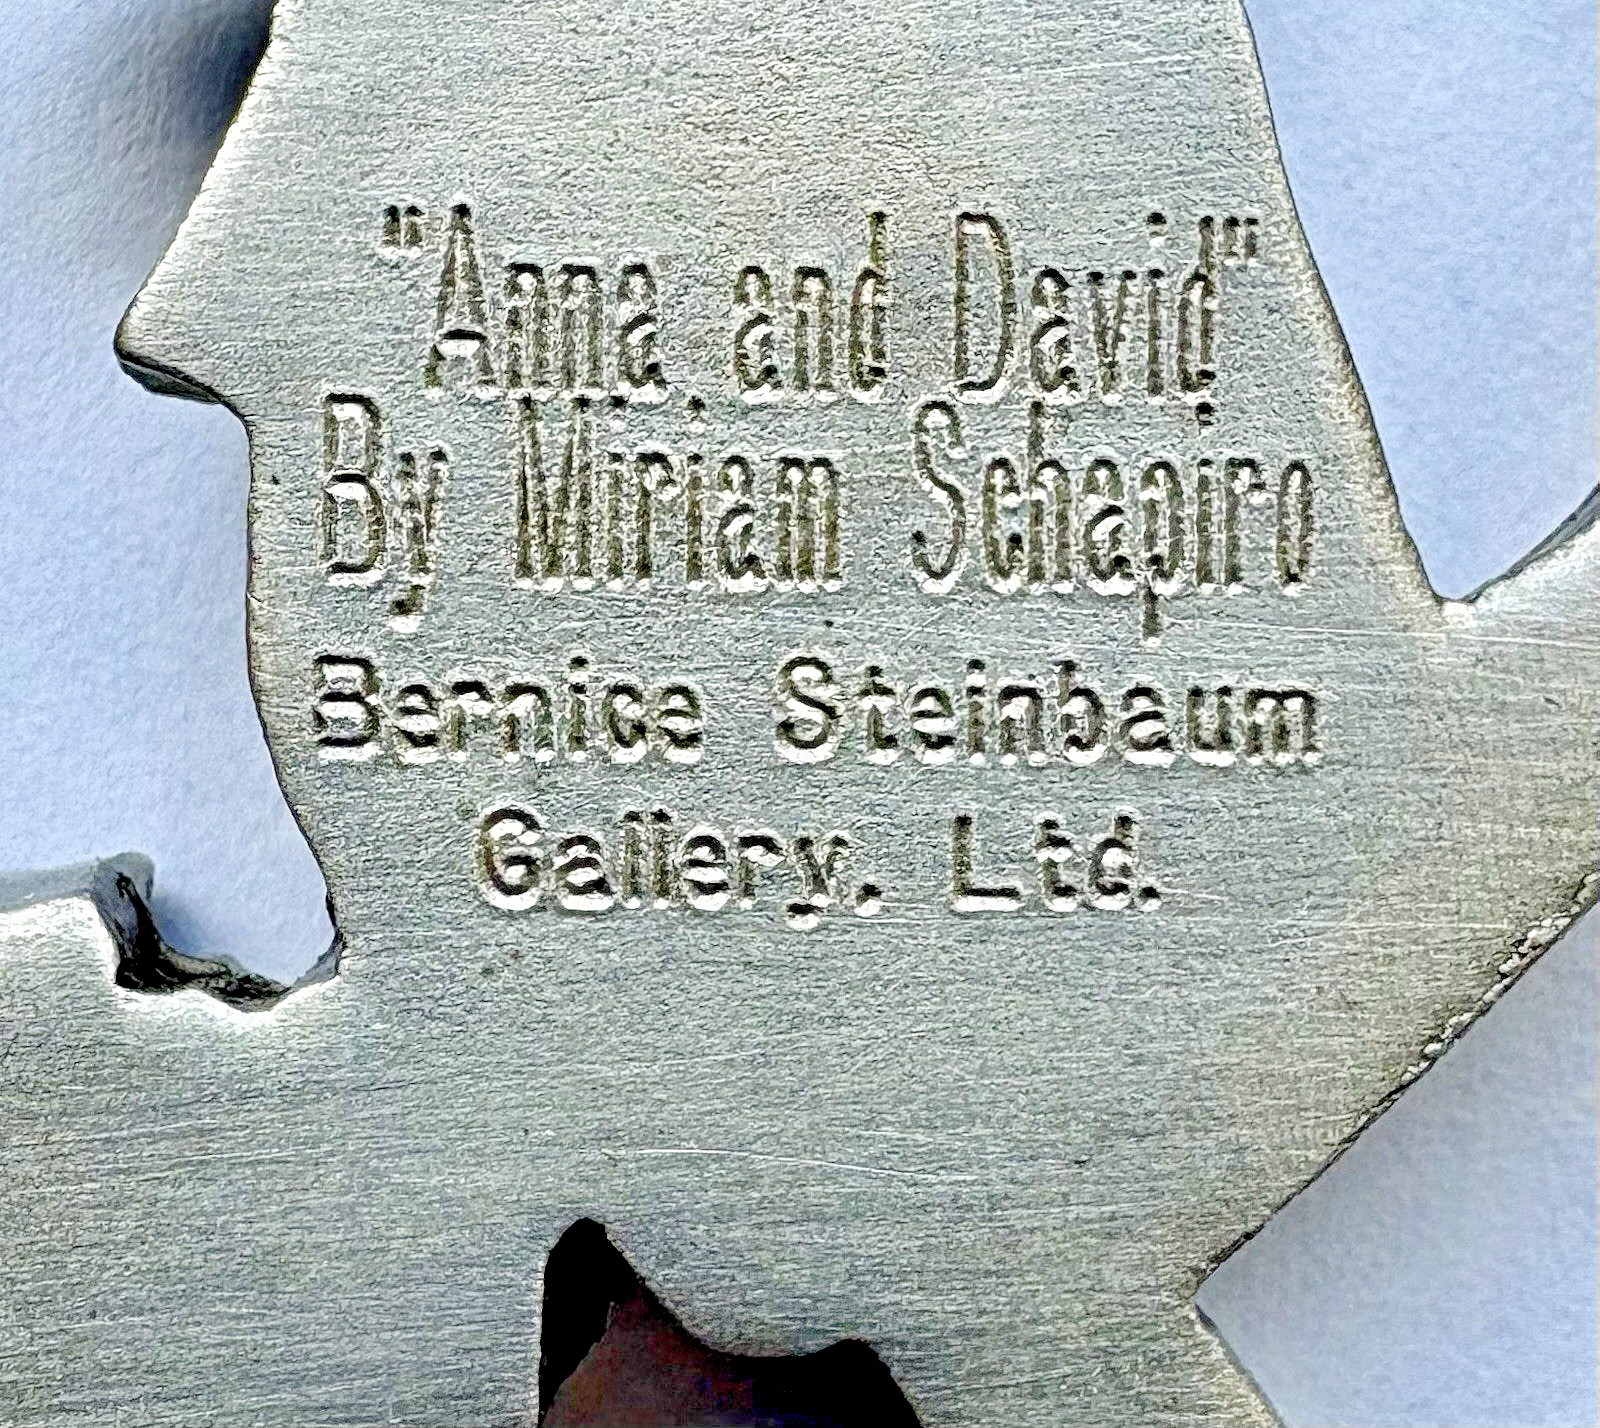 "Anna and David"
By Miriam Schapiro
Bernice Steinbaum
Gallery, Ltd.